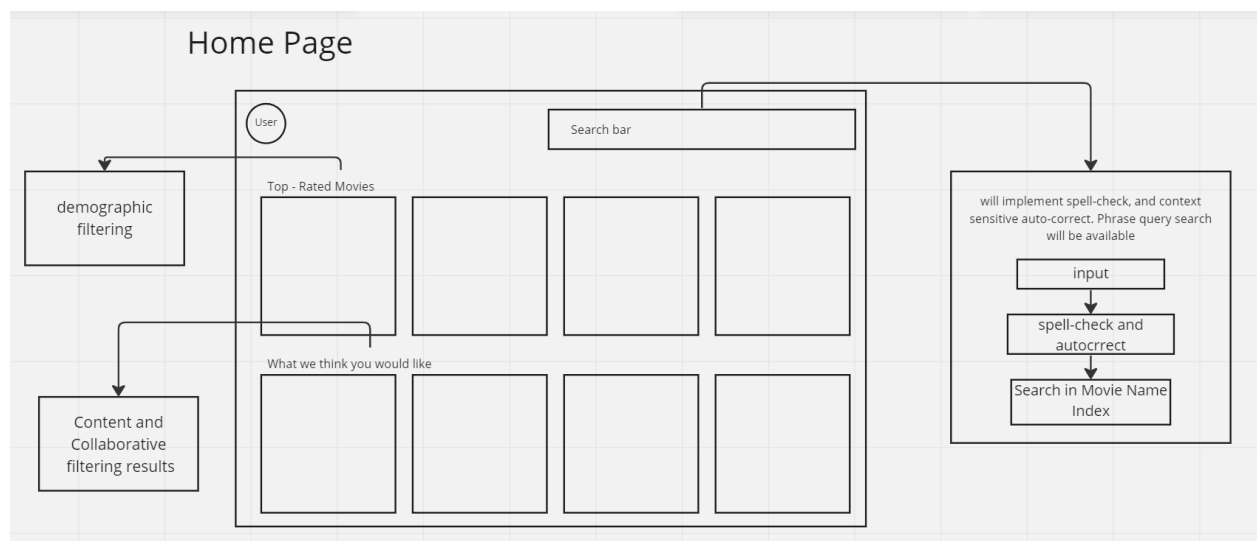 Home Page
User
Search bar
Top - Rated Movies
demographic
filtering
What we think you would like
Content and
Collaborative
filtering results
will implement spell-check, and context
sensitive auto-correct. Phrase query search
will be available
input
spell-check and
autocrrect
Search in Movie Name
Index